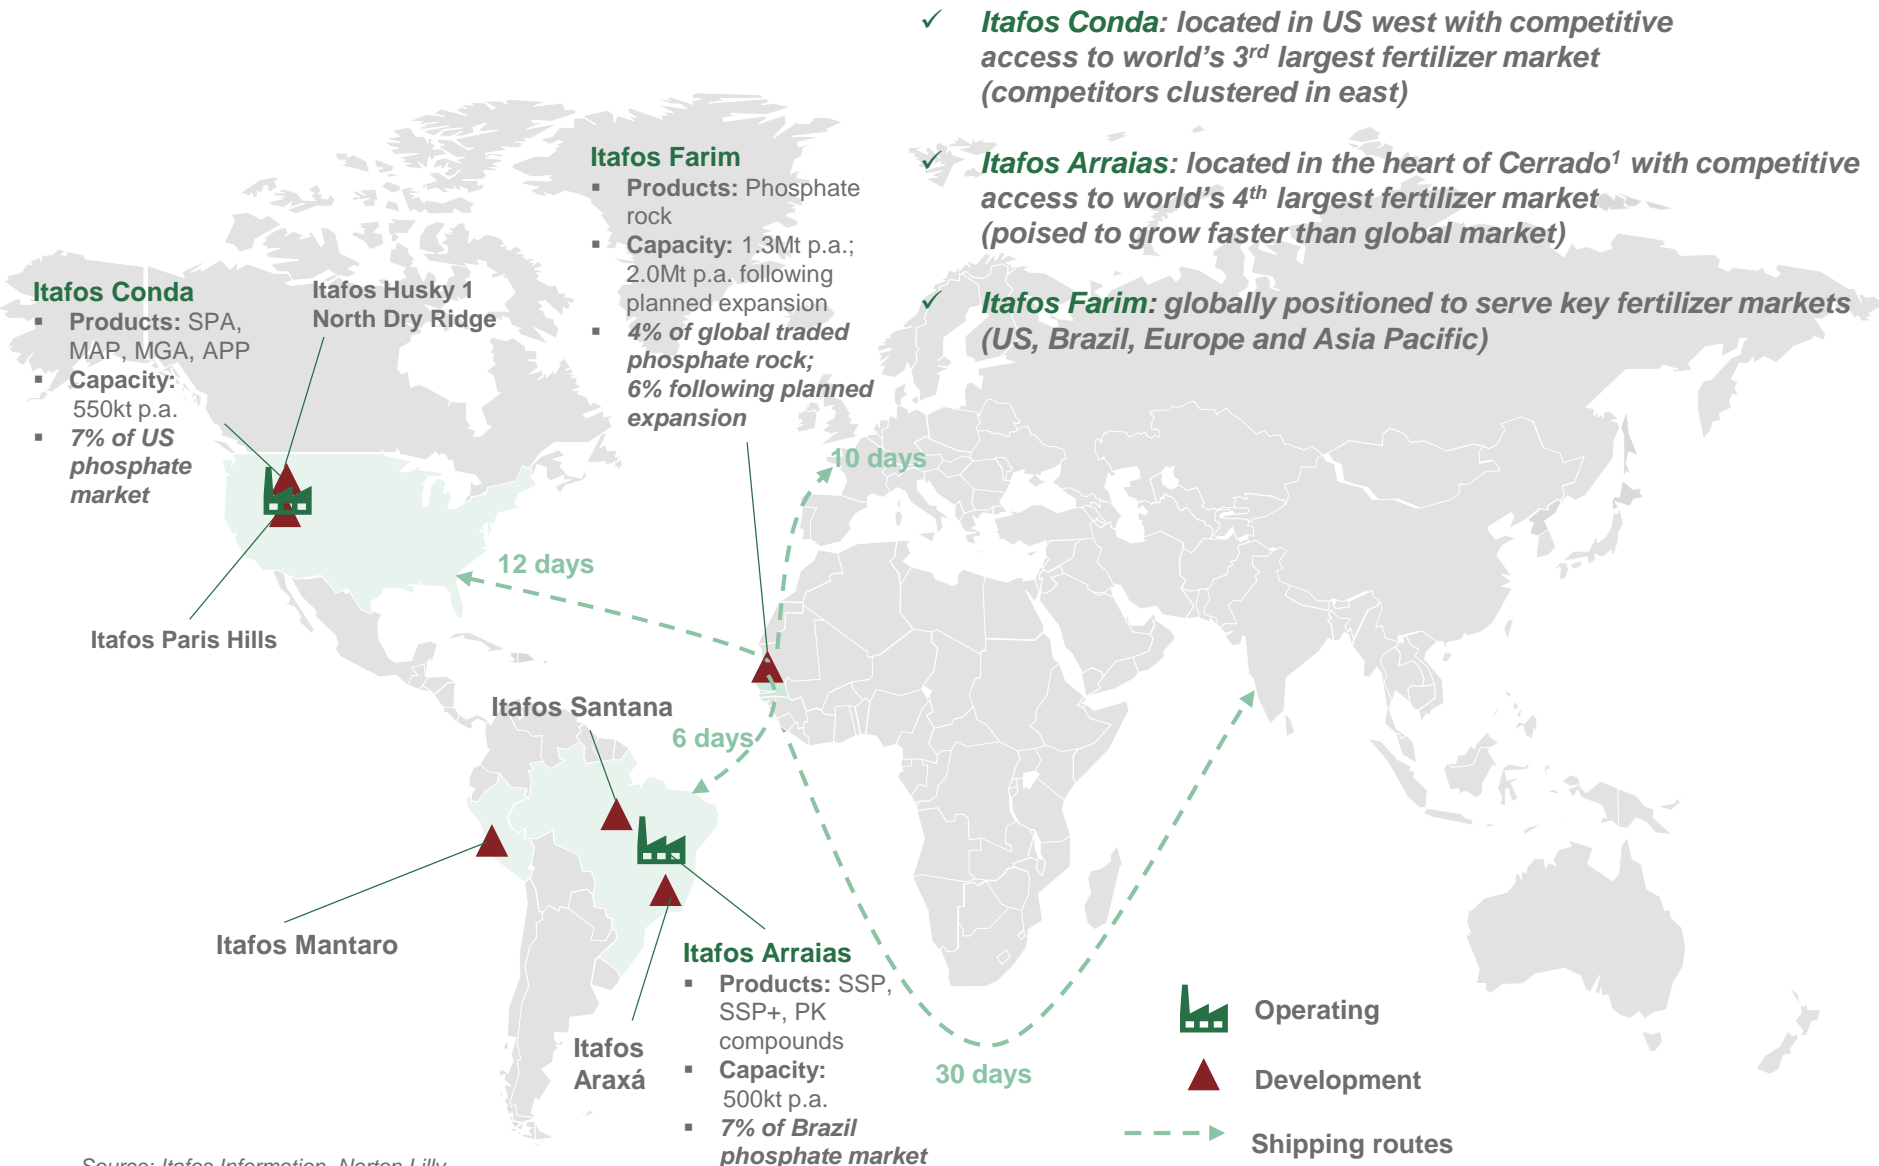 ✓ Itafos Conda: located in US west with competitive
access to world's 3rd largest fertilizer market
(competitors clustered in east)
✓ Itafos Arraias: located in the heart of Cerrado1 with competitive
access to world's 4th largest fertilizer market
(poised to grow faster than global market)
✓ Itafos Farim: globally positioned to serve key fertilizer markets
(US, Brazil, Europe and Asia Pacific)
Itafos Farim
▪ Products: Phosphate
rock
▪ Capacity: 1.3Mt p.a.;
2.0Mt p.a. following
planned expansion
▪ 4% of global traded
phosphate rock;
6% following planned
expansion
Itafos Conda
▪ Products: SPA,
MAP, MGA, APP
▪ Capacity:
550kt p.a.
▪ 7% of US
phosphate
market
Itafos Husky 1
North Dry Ridge
10 days
12 days
Itafos Paris Hills
Itafos Santana
6 days
Itafos Mantaro
Itafos
Araxá
Itafos Arraias
▪ Products: SSP,
SSP+, PK
compounds
▪ Capacity:
500kt p.a.
▪ 7% of Brazil
phosphate market
30 days
Operating
Development
Shipping routes
Source: Itafos Information, Norton Lilly